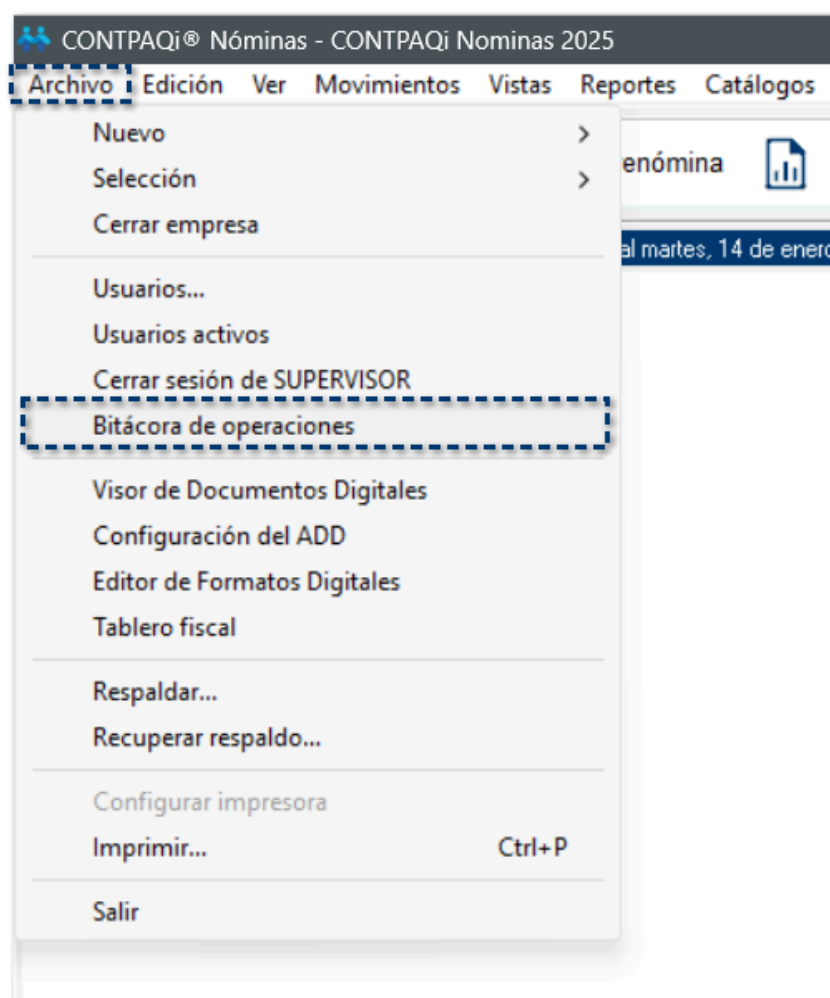 CONTPAQi® Nóminas - CONTPAQi Nominas 2025
Archivo Edición Ver Movimientos Vistas Reportes Catálogos
Nuevo
Selección
Cerrar empresa
Usuarios...
Usuarios activos
Cerrar sesión de SUPERVISOR
Bitácora de operaciones
Visor de Documentos Digitales
Configuración del ADD
Editor de Formatos Digitales
Tablero fiscal
Respaldar...
Recuperar respaldo...
Configurar impresora
Imprimir... Ctrl+P
Salir
enómina
al martes, 14 de enero